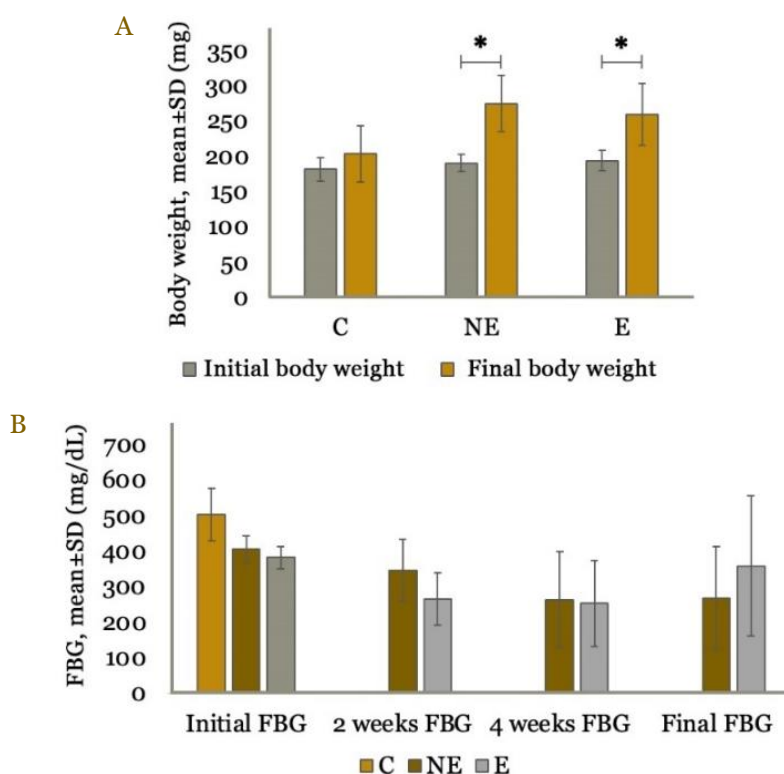 A
Body weight, mean±SD (mg)
350
300
250
200
150
100
50
0
* *
C NE E
Initial body weight Final body weight
B
FBG, mean±SD (mg/dL)
700
600
500
400
300
200
100
0
Initial FBG 2 weeks FBG 4 weeks FBG Final FBG
C NE E